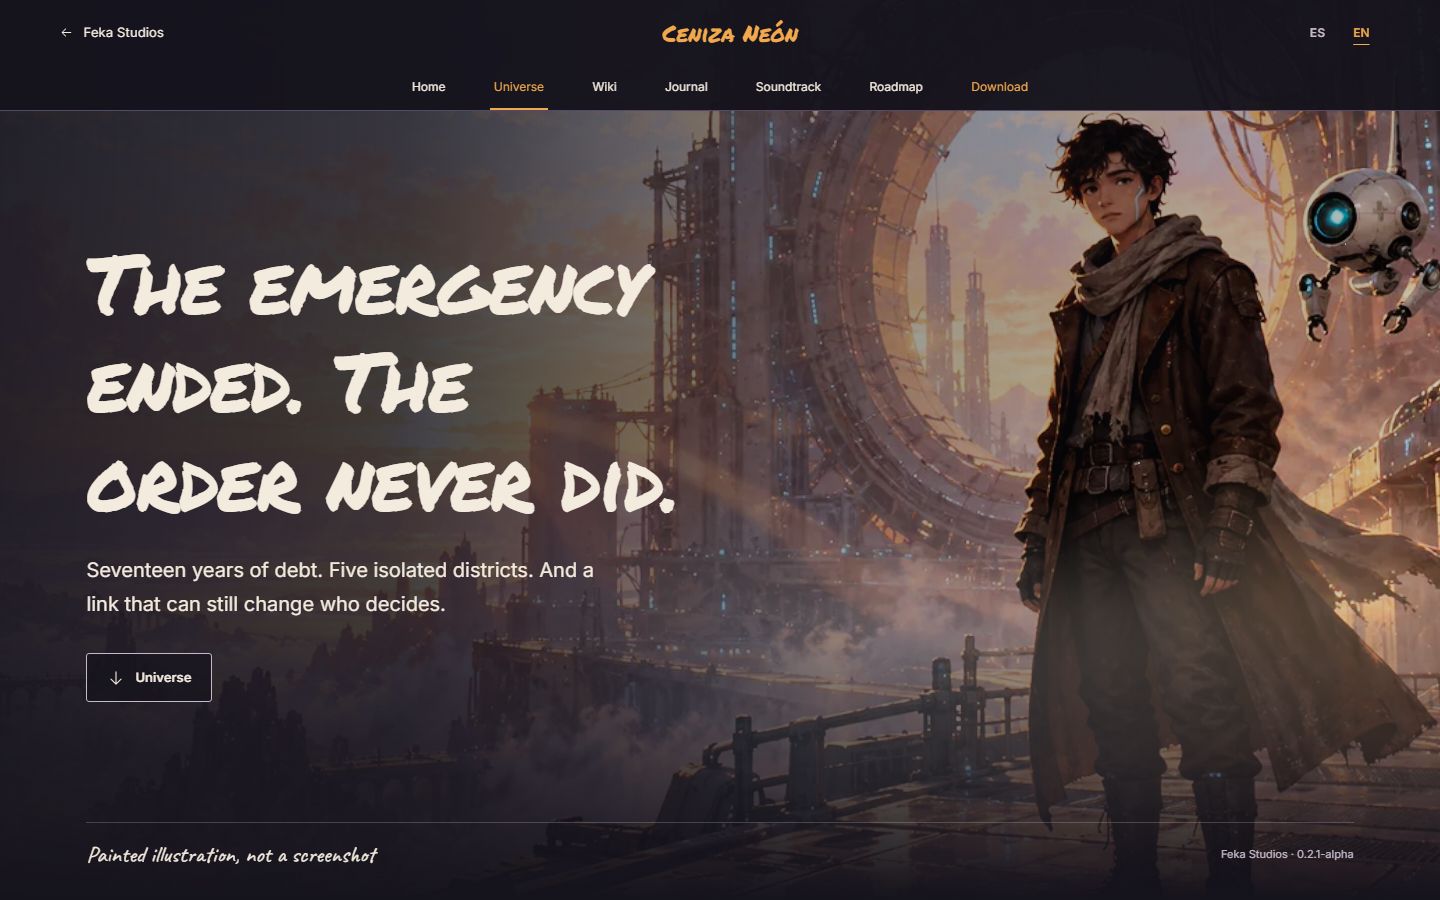 ← Feka Studios
Ceniza Neón
ES EN
Home Universe Wiki Journal Soundtrack Roadmap Download
The emergency
ended. The
order never did.
Seventeen years of debt. Five isolated districts. And a
link that can still change who decides.
↓ Universe
Painted illustration, not a screenshot
Feka Studios · 0.2.1-alpha